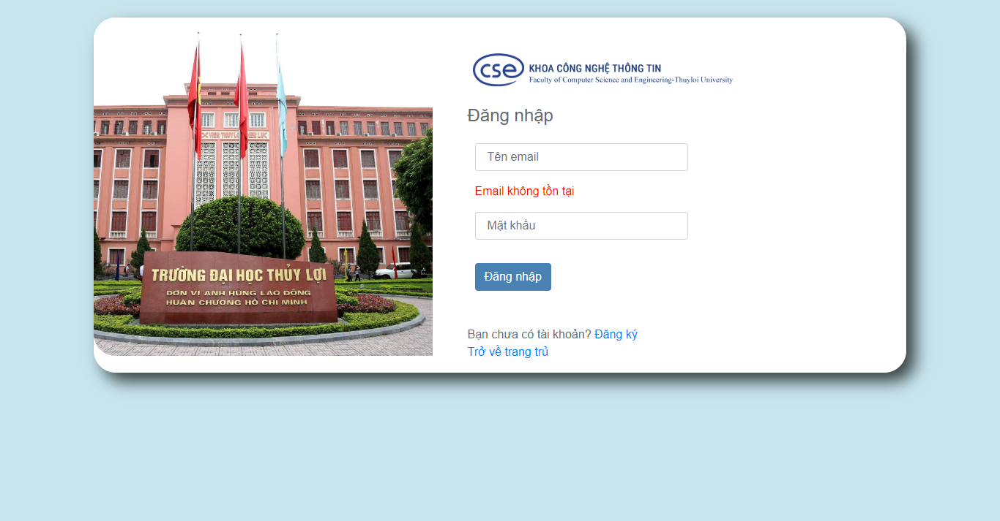 TRƯỜNG ĐẠI HỌC THỦY LỢI
ĐƠN VỊ ANH HÙNG LAO ĐỘNG
HUÂN CHƯƠNG HỒ CHÍ MINH
cse KHOA CÔNG NGHỆ THÔNG TIN
Faculty of Computer Science and Engineering-Thuyloi University
Đăng nhập
Tên email
Email không tồn tại
Mật khâu
Đăng nhập
Bạn chưa có tài khoản? Đăng ký
Trở về trang trủ